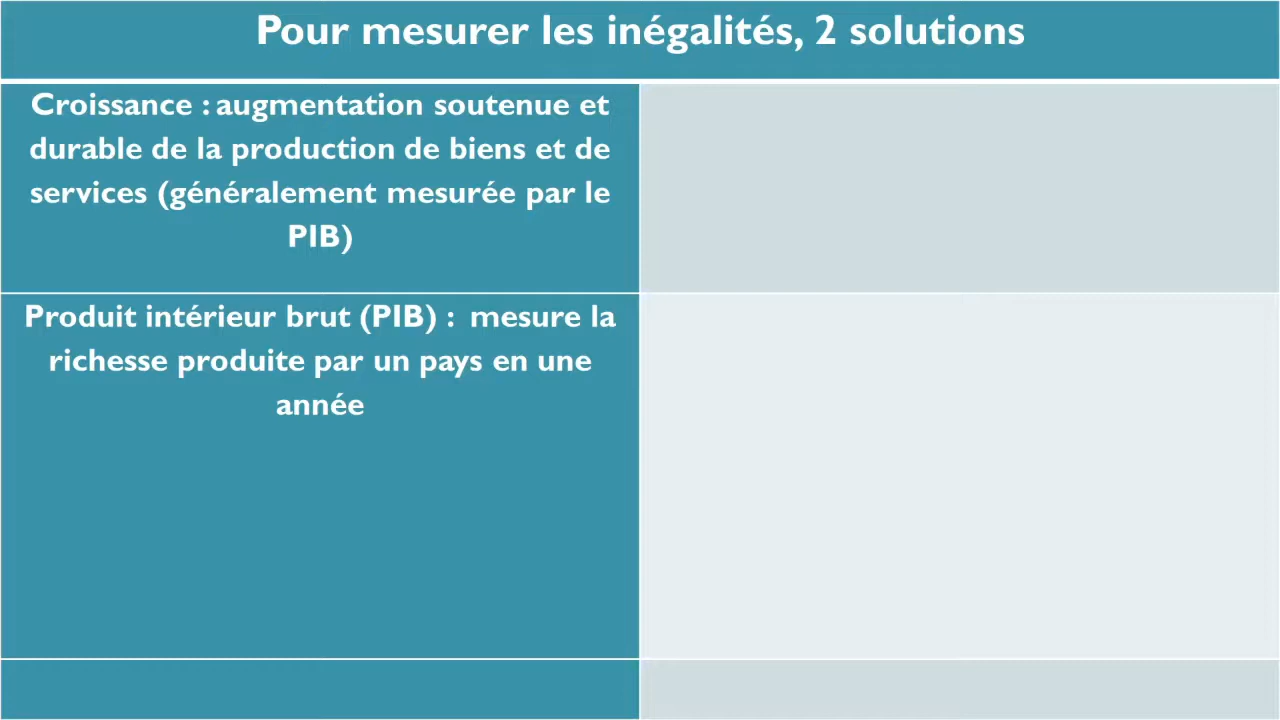 Pour mesurer les inégalités, 2 solutions
Croissance : augmentation soutenue et
durable de la production de biens et de
services (généralement mesurée par le
PIB)
Produit intérieur brut (PIB) :  mesure la
richesse produite par un pays en une
année